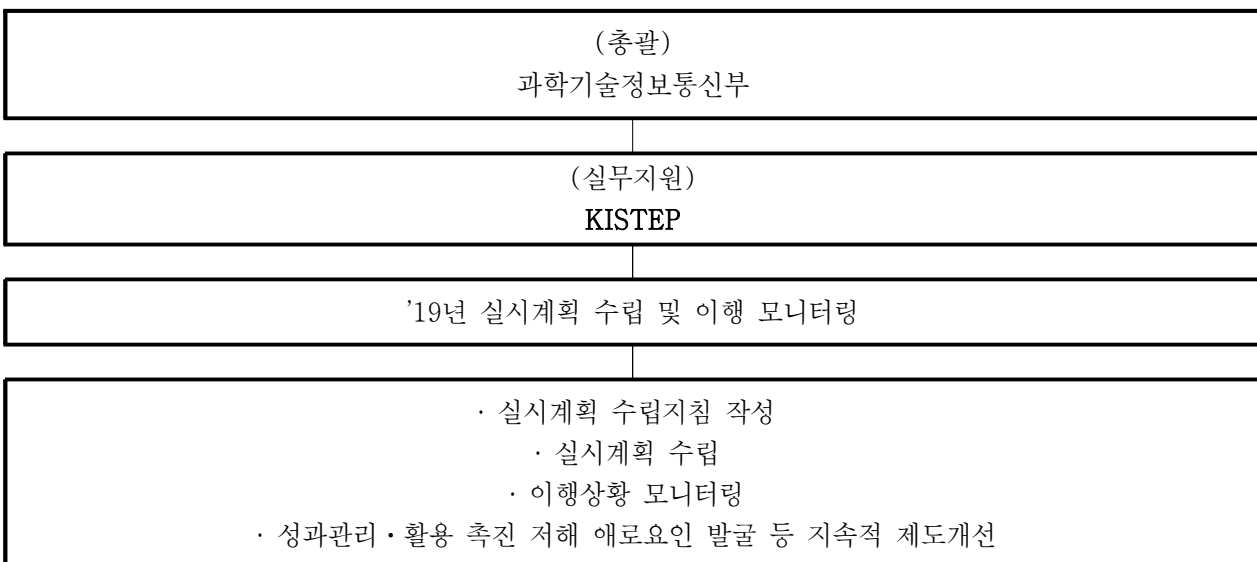 (총괄)
과학기술정보통신부
(실무지원)
KISTEP
’19년 실시계획 수립 및 이행 모니터링
· 실시계획 수립지침 작성
· 실시계획 수립
· 이행상황 모니터링
· 성과관리・활용 촉진 저해 애로요인 발굴 등 지속적 제도개선